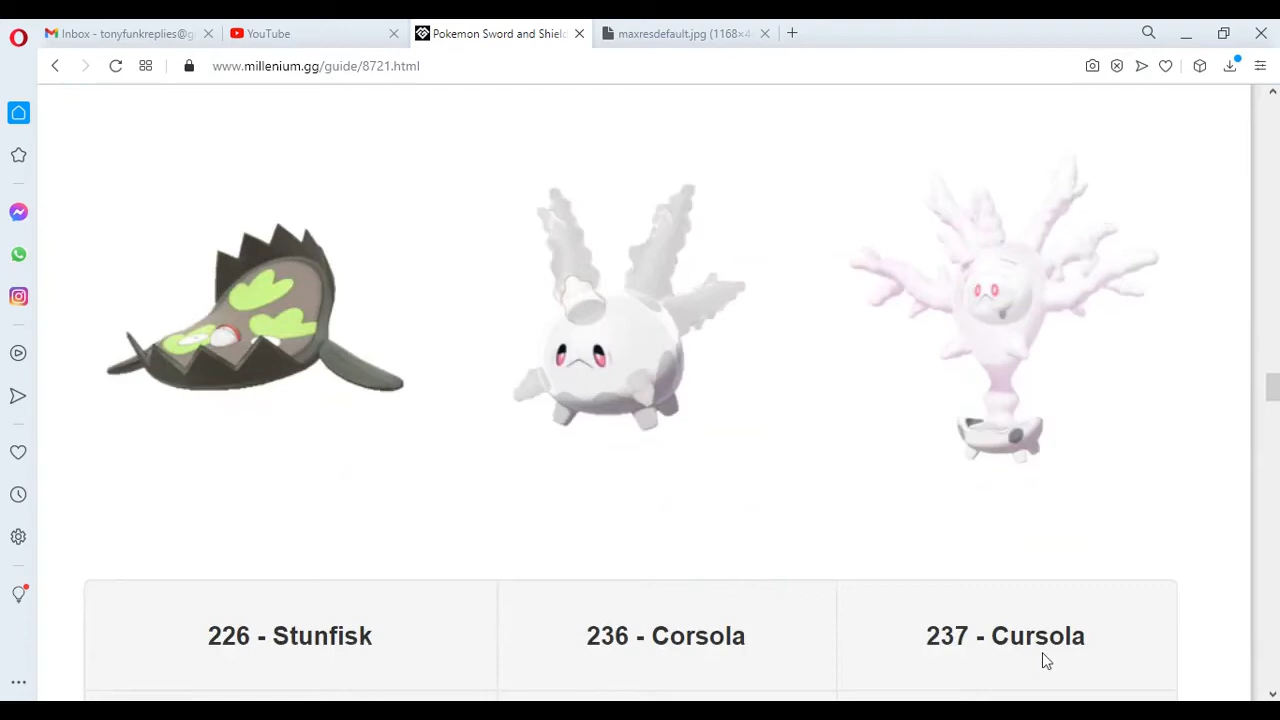 Inbox - tonyfunkreplies@g
YouTube
Pokemon Sword and Shield
maxresdefault.jpg (1168×4
www.millenium.gg/guide/8721.html
226 - Stunfisk
236 - Corsola
237 - Cursola